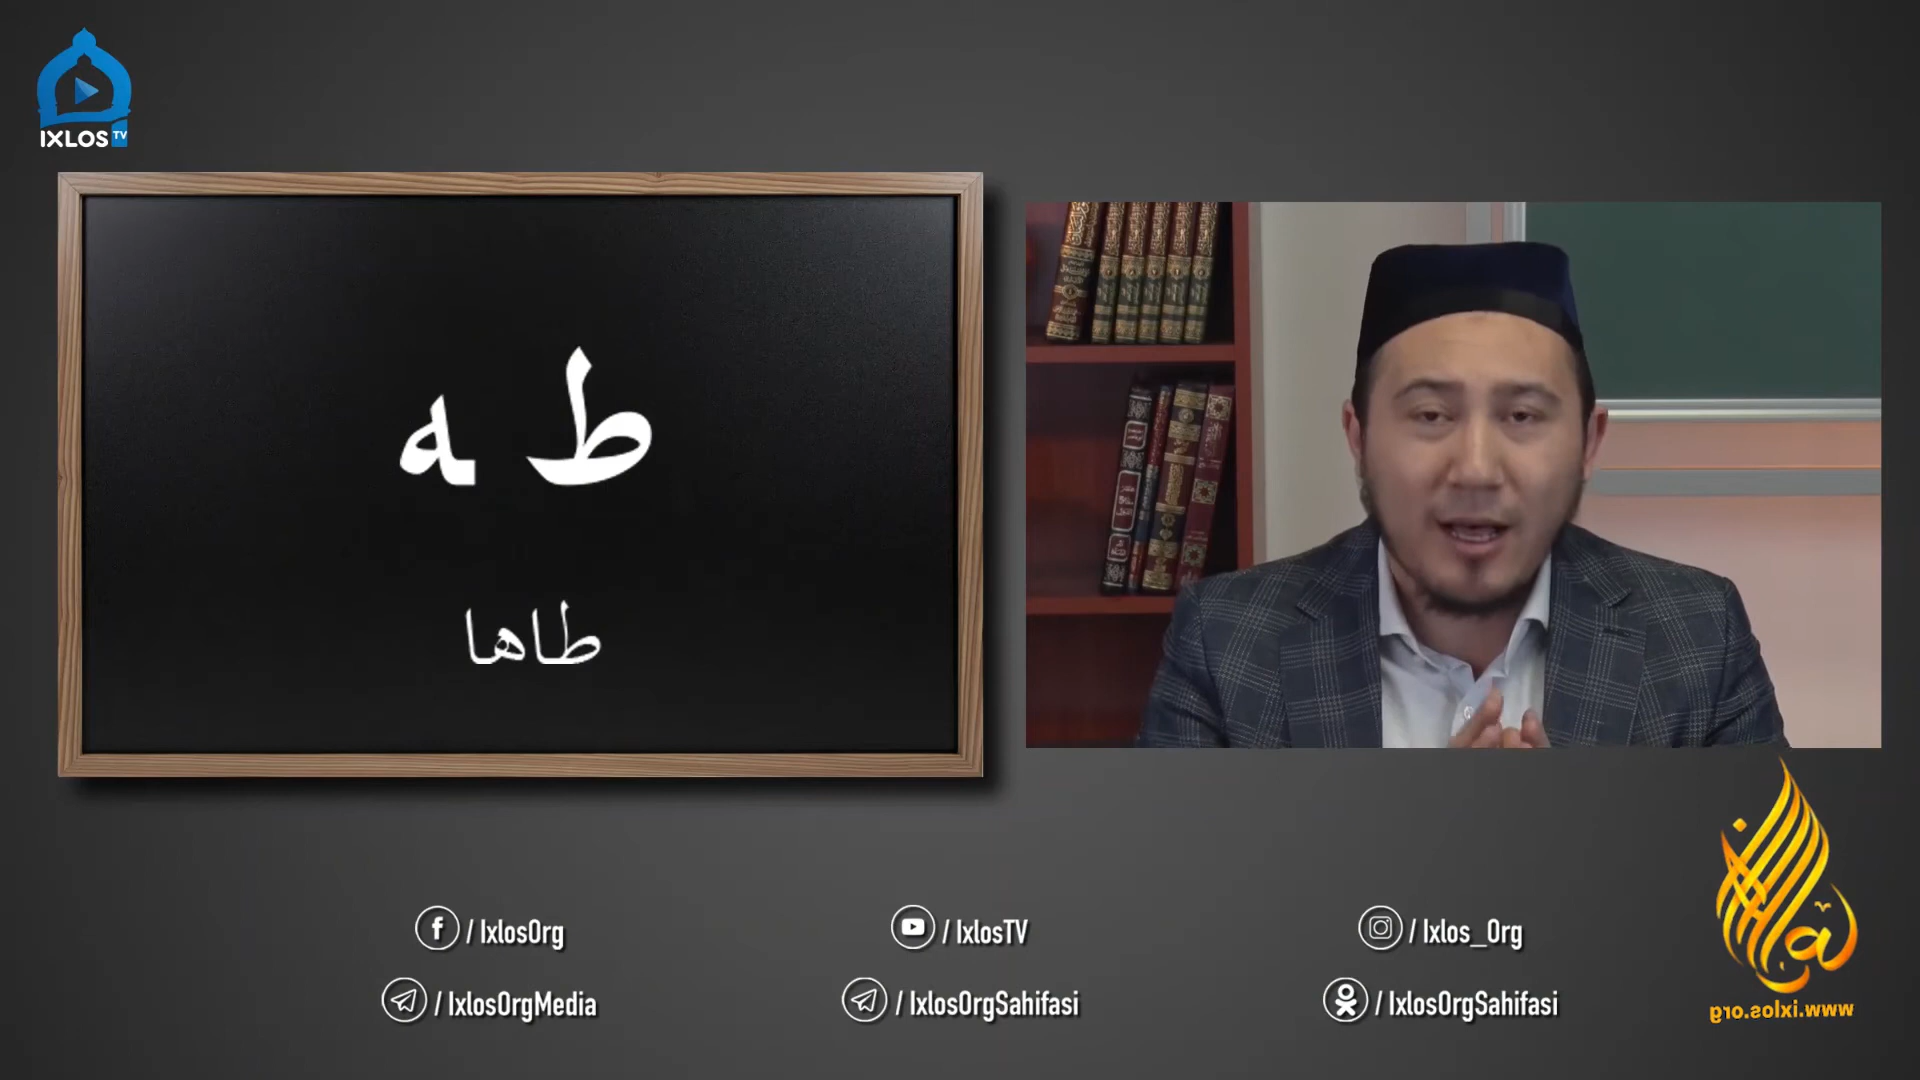 IXLOS TV
ط ه
طاها
/ IxlosOrg
/ IxlosTV
/ Ixlos_Org
/ IxlosOrgMedia
/ IxlosOrgSahifasi
/ IxlosOrgSahifasi
www.ixlos.org